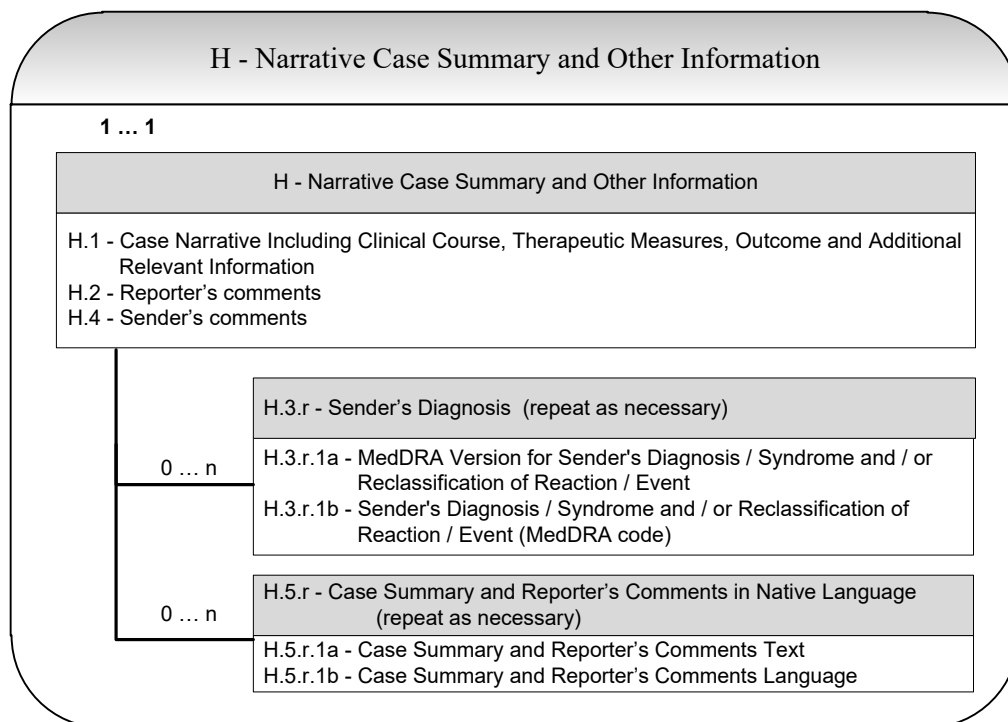 H - Narrative Case Summary and Other Information
1 … 1
H - Narrative Case Summary and Other Information
H.1 - Case Narrative Including Clinical Course, Therapeutic Measures, Outcome and Additional
Relevant Information
H.2 - Reporter’s comments
H.4 - Sender’s comments
H.3.r - Sender’s Diagnosis (repeat as necessary)
0 … n
H.3.r.1a - MedDRA Version for Sender's Diagnosis / Syndrome and / or
Reclassification of Reaction / Event
H.3.r.1b - Sender's Diagnosis / Syndrome and / or Reclassification of
Reaction / Event (MedDRA code)
H.5.r - Case Summary and Reporter’s Comments in Native Language
(repeat as necessary)
0 … n
H.5.r.1a - Case Summary and Reporter’s Comments Text
H.5.r.1b - Case Summary and Reporter’s Comments Language